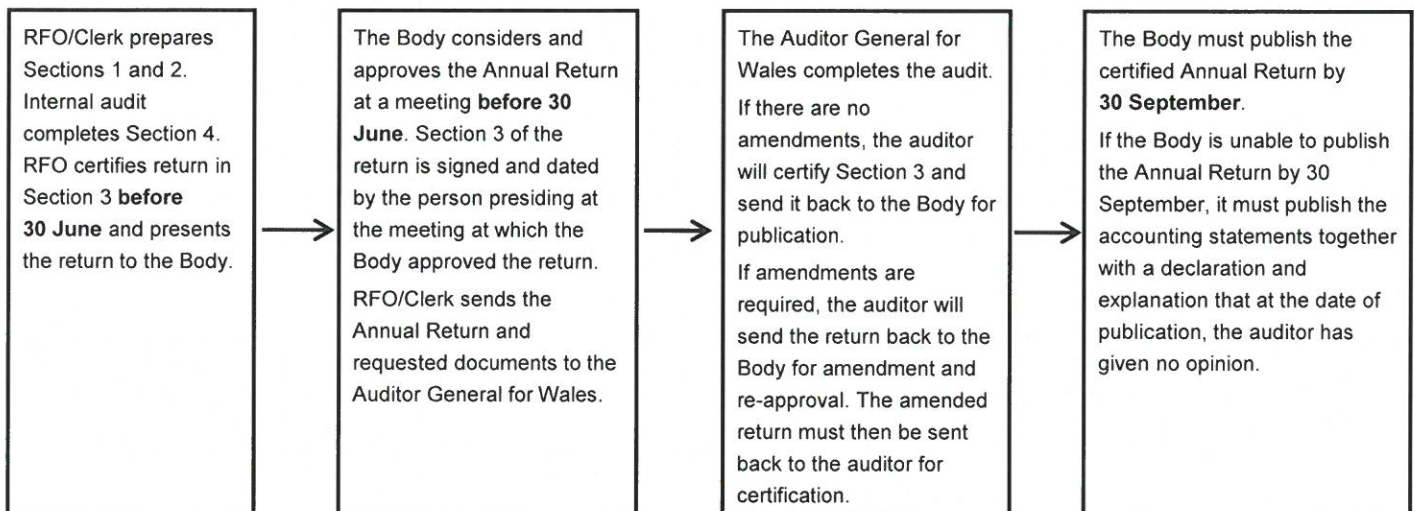 RFO/Clerk prepares
Sections 1 and 2.
Internal audit
completes Section 4.
RFO certifies return in
Section 3 before
30 June and presents
the return to the Body.
The Body considers and
approves the Annual Return
at a meeting before 30
June. Section 3 of the
return is signed and dated
by the person presiding at
the meeting at which the
Body approved the return.
RFO/Clerk sends the
Annual Return and
requested documents to the
Auditor General for Wales.
The Auditor General for
Wales completes the audit.
If there are no
amendments, the auditor
will certify Section 3 and
send it back to the Body for
publication.
If amendments are
required, the auditor will
send the return back to the
Body for amendment and
re-approval. The amended
return must then be sent
back to the auditor for
certification.
The Body must publish the
certified Annual Return by
30 September.
If the Body is unable to publish
the Annual Return by 30
September, it must publish the
accounting statements together
with a declaration and
explanation that at the date of
publication, the auditor has
given no opinion.